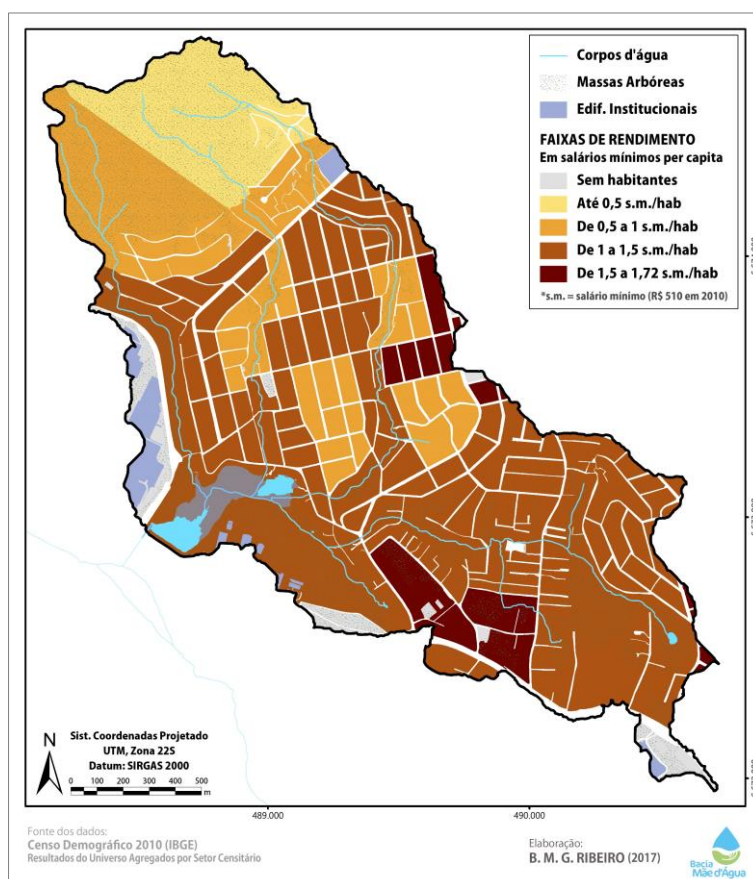 Corpos d'água
Massas Arbóreas
Edif. Institucionais
FAIXAS DE RENDIMENTO
Em salários mínimos per capita
Sem habitantes
Até 0,5 s.m./hab
De 0,5 a 1 s.m./hab
De 1 a 1,5 s.m./hab
De 1,5 a 1,72 s.m./hab
*s.m. = salário mínimo (R$ 510 em 2010)
N
Sist. Coordenadas Projetado
UTM, Zona 22S
Datum: SIRGAS 2000
0 100 200 300 400 500
m
489.000
490.000
Fonte dos dados:
Censo Demográfico 2010 (IBGE)
Resultados do Universo Agregados por Setor Censitário
Elaboração:
B. M. G. RIBEIRO (2017)
Bacia
Mãe d'Água